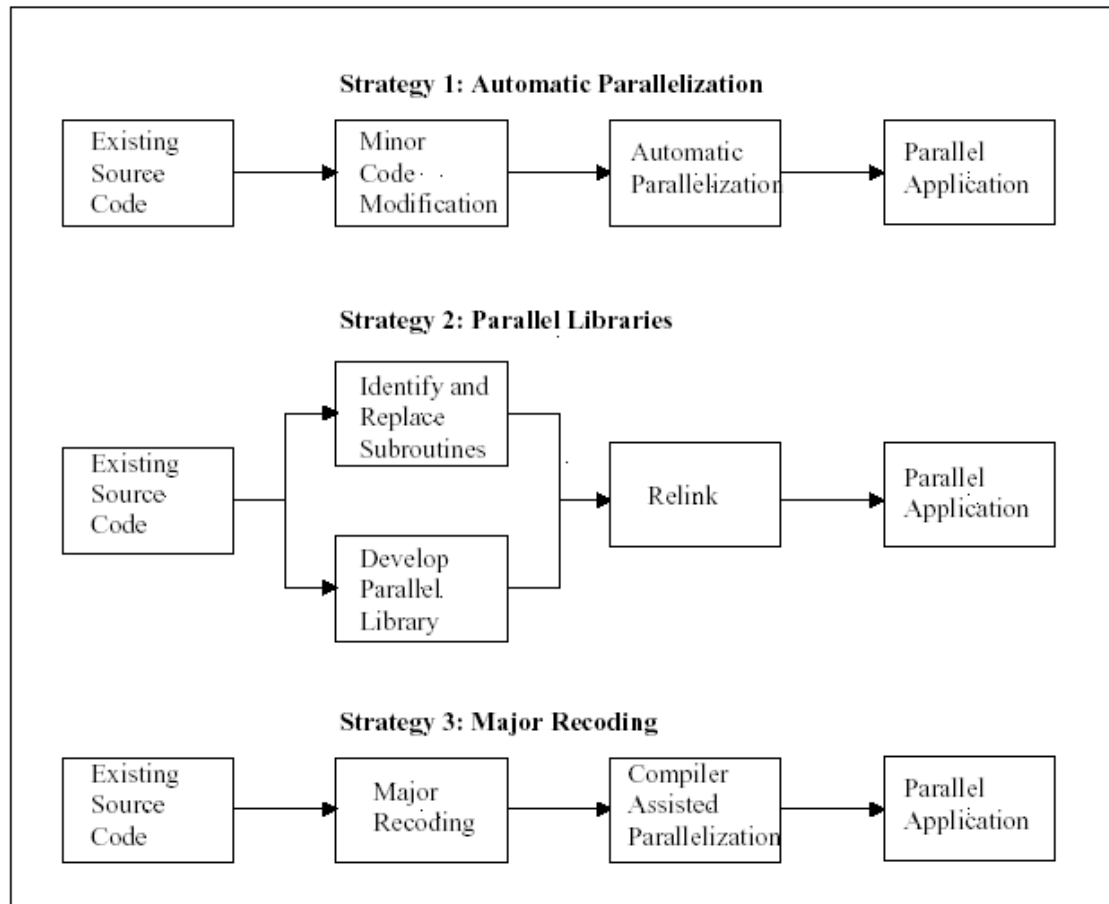 Strategy 1: Automatic Parallelization
Existing
Source
Code
Minor
Code
Modification
Automatic
Parallelization
Parallel
Application
Strategy 2: Parallel Libraries
Existing
Source
Code
Identify and
Replace
Subroutines
Develop
Parallel
Library
Relink
Parallel
Application
Strategy 3: Major Recoding
Existing
Source
Code
Major
Recoding
Compiler
Assisted
Parallelization
Parallel
Application